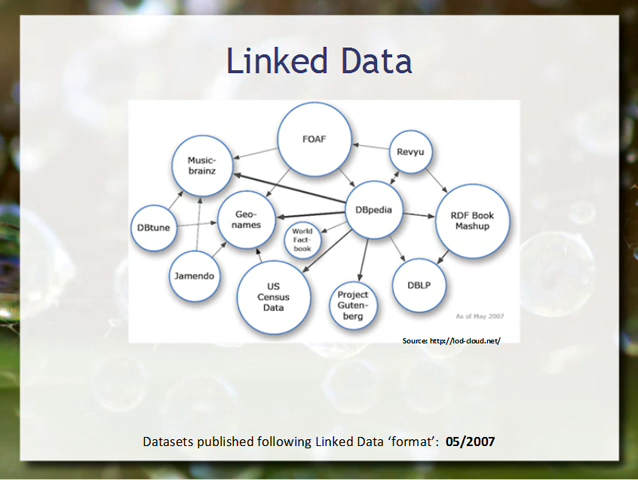 Linked Data
FOAF
Music-
brainz
Revyu
DBpedia
Geo-
names
RDF Book
Mashup
DBtune
World
Fact-
book
Jamendo
US
Census
Data
Project
Guten-
berg
DBLP
As of May 2007
Source: http://lod-cloud.net/
Datasets published following Linked Data ‘format’: 05/2007